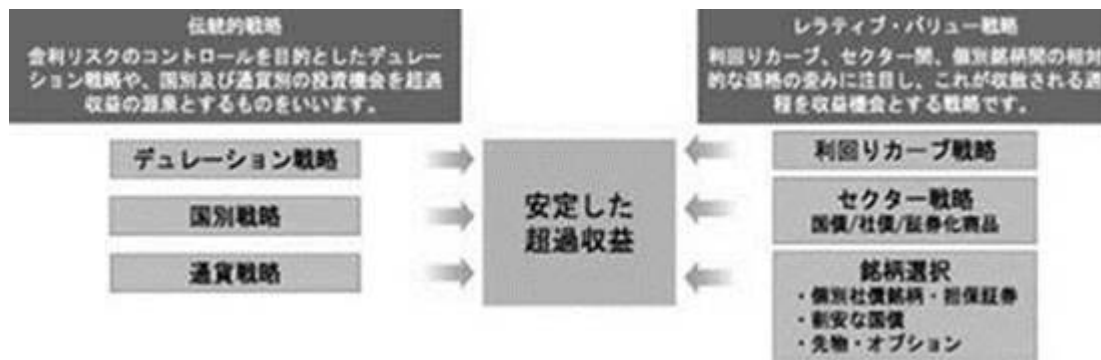 伝統的戦略
金利リスクのコントロールを目的としたデュレー
ション戦略や、国別及び通貨別の投資機会を超過
収益の源泉とするものをいいます。
デュレーション戦略
国別戦略
通貨戦略
安定した
超過収益
レラティブ・バリュー戦略
利回りカーブ、セクター間、個別銘柄間の相対
的な価格の歪みに注目し、これが収斂される過
程を収益機会とする戦略です。
利回りカーブ戦略
セクター戦略
国債/社債/証券化商品
銘柄選択
・個別社債銘柄・担保証券
・割安な国債
・先物・オプション